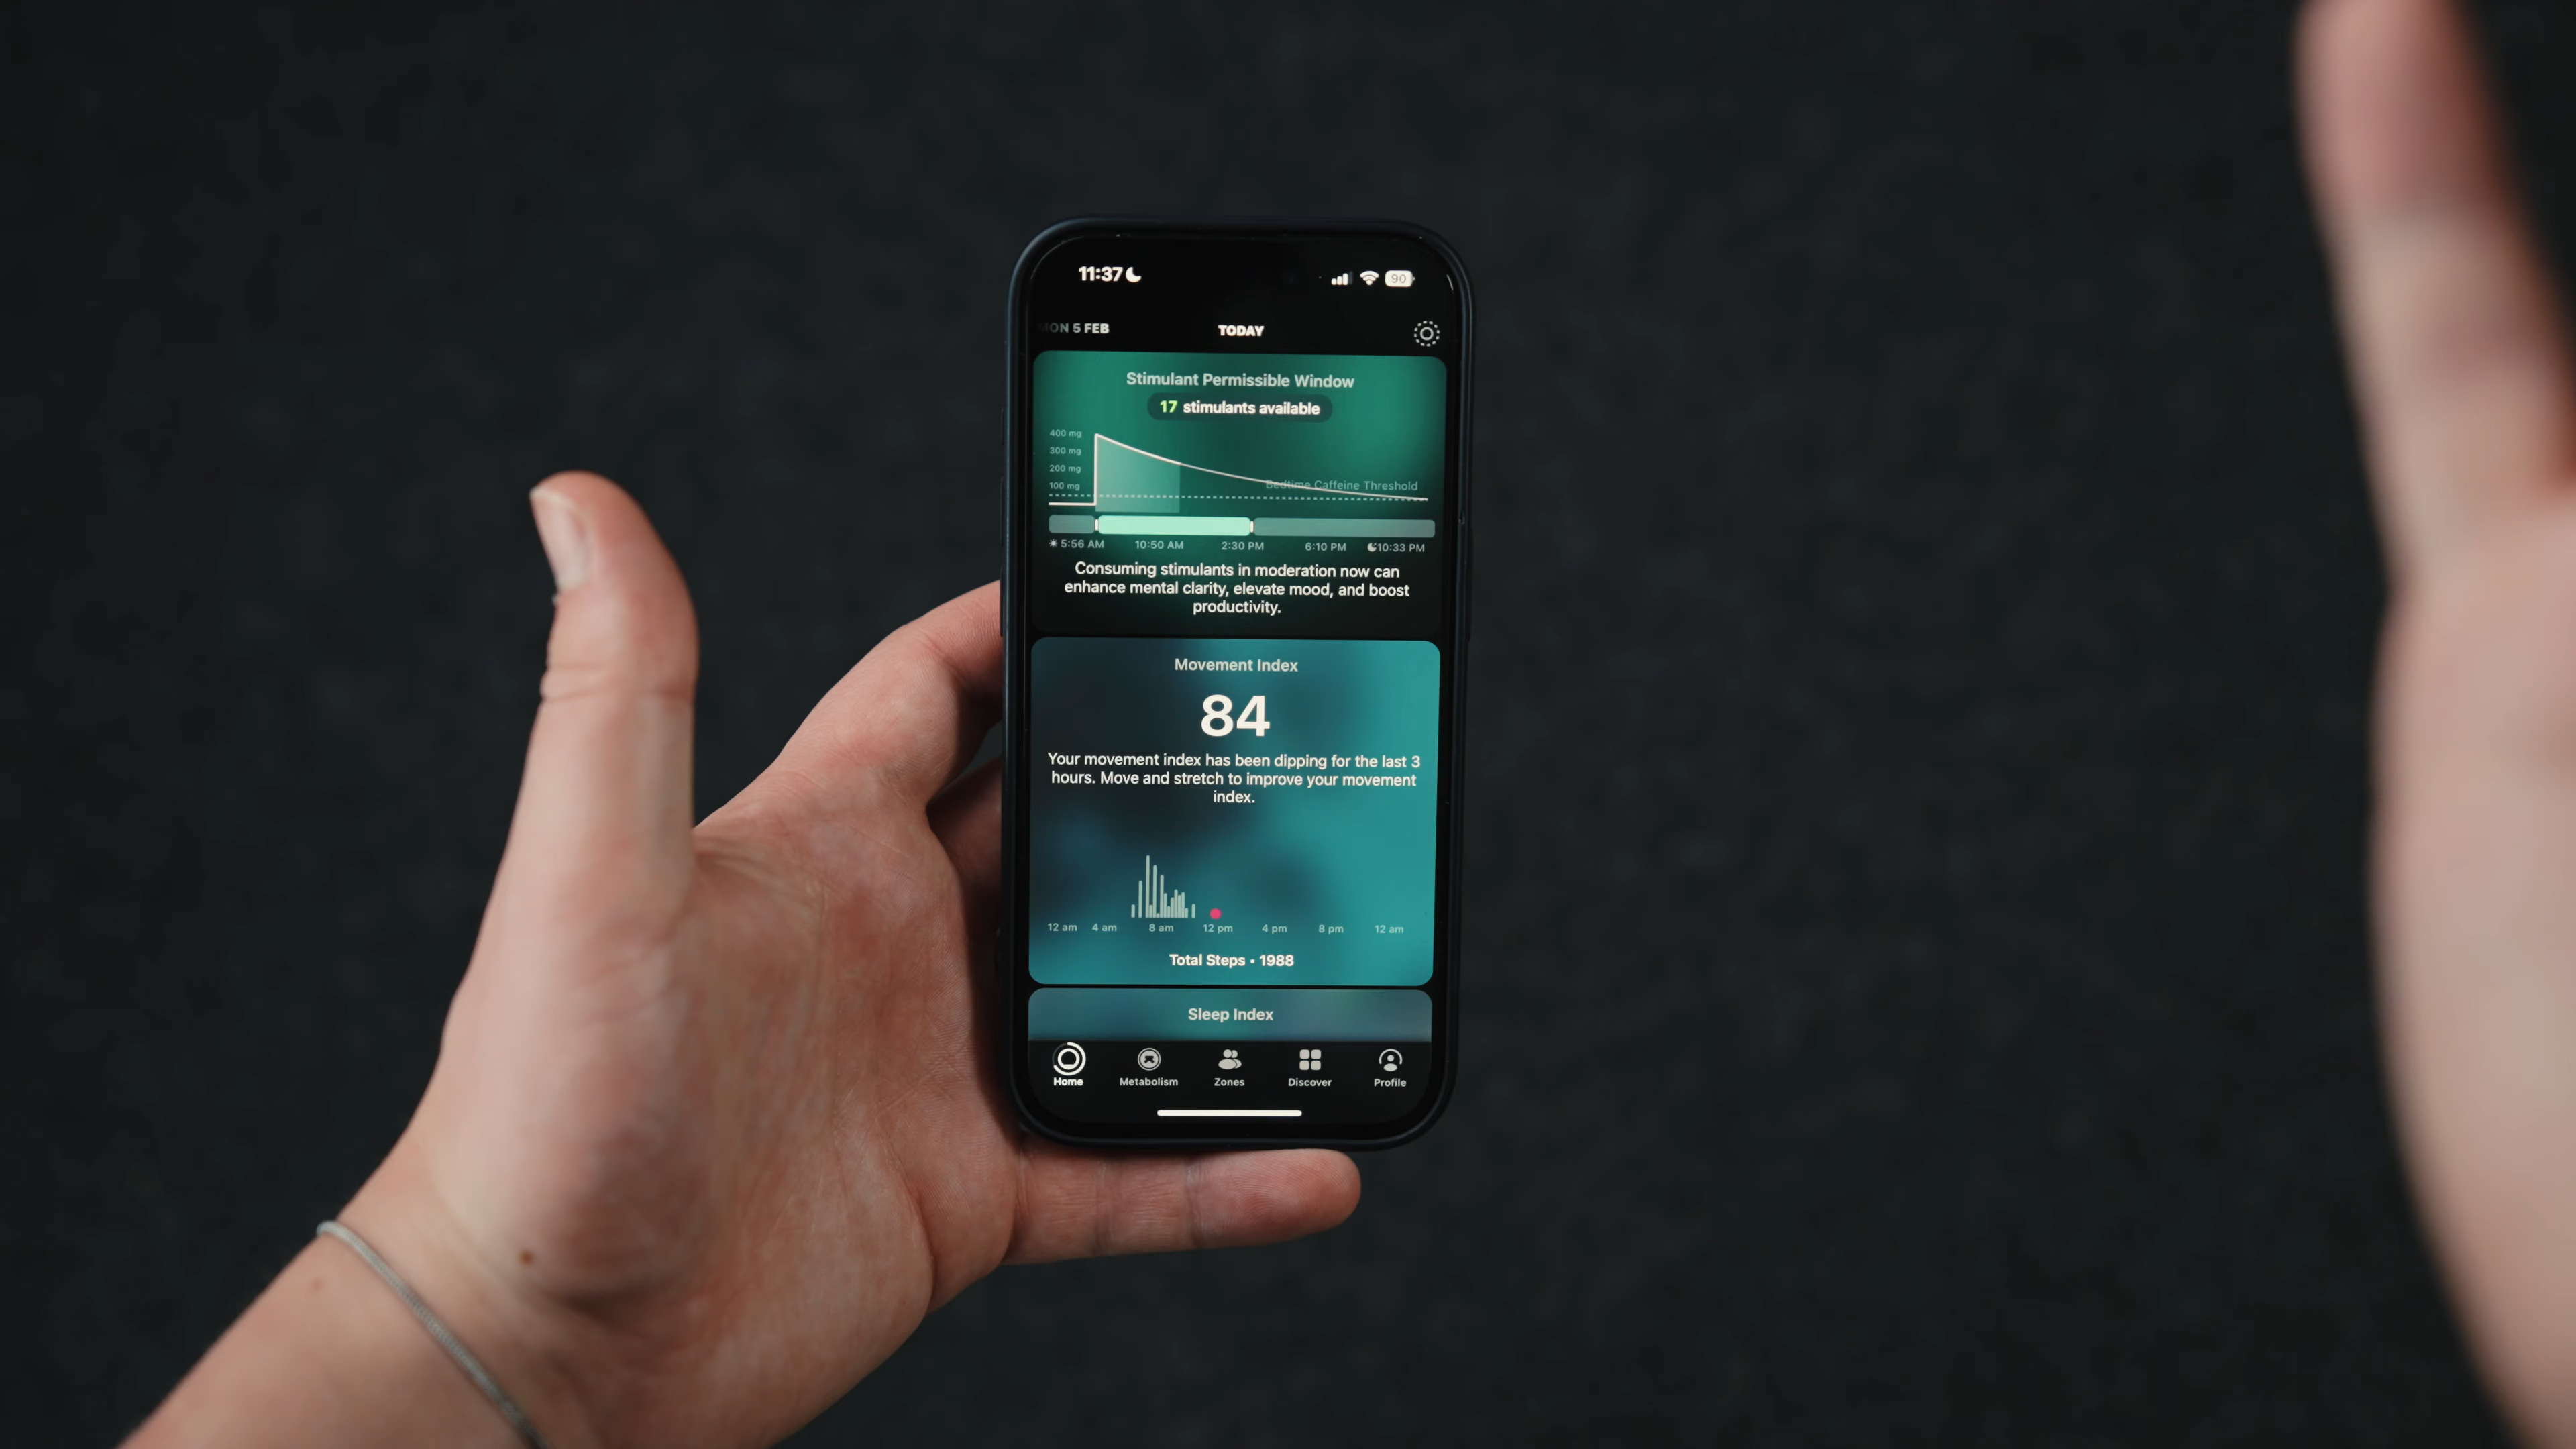 11:37
90
MON 5 FEB
TODAY
Stimulant Permissible Window
17 stimulants available
400 mg
300 mg
200 mg
100 mg
Bedtime Caffeine Threshold
5:56 AM 10:50 AM 2:30 PM 6:10 PM 10:33 PM
Consuming stimulants in moderation now can
enhance mental clarity, elevate mood, and boost
productivity.
Movement Index
84
Your movement index has been dipping for the last 3
hours. Move and stretch to improve your movement
index.
12 am 4 am 8 am 12 pm 4 pm 8 pm 12 am
Total Steps • 1988
Sleep Index
Home Metabolism Zones Discover Profile